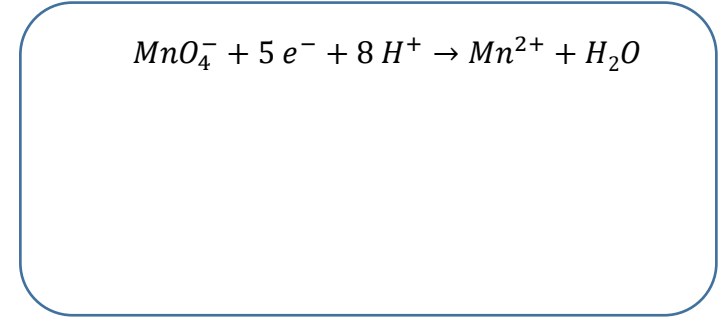 MnO₄⁻ + 5 e⁻ + 8 H⁺ → Mn²⁺ + H₂O